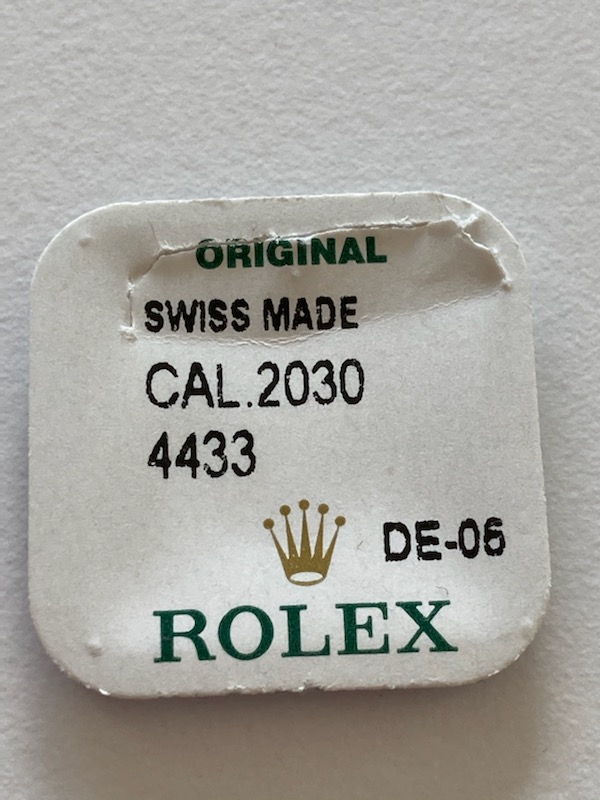 ORIGINAL
SWISS MADE
CAL.2030
4433
DE-06
ROLEX